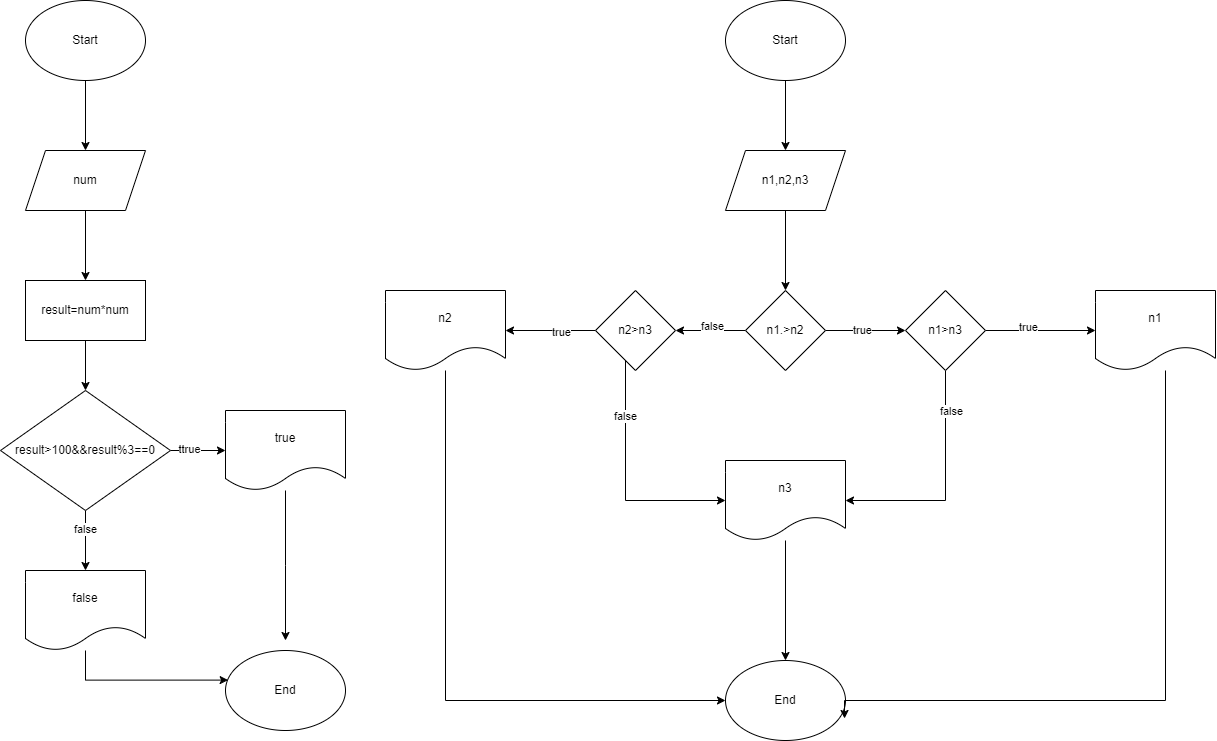 Start
num
result=num*num
result>100&&result%3==0
ttrue
true
false
false
End
Start
n1,n2,n3
n1.>n2
false
true
n2>n3
true
n2
false
n1>n3
true
n1
false
n3
End